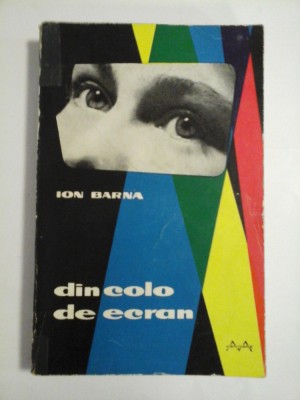 ION BARNA
dincolo
de ecran